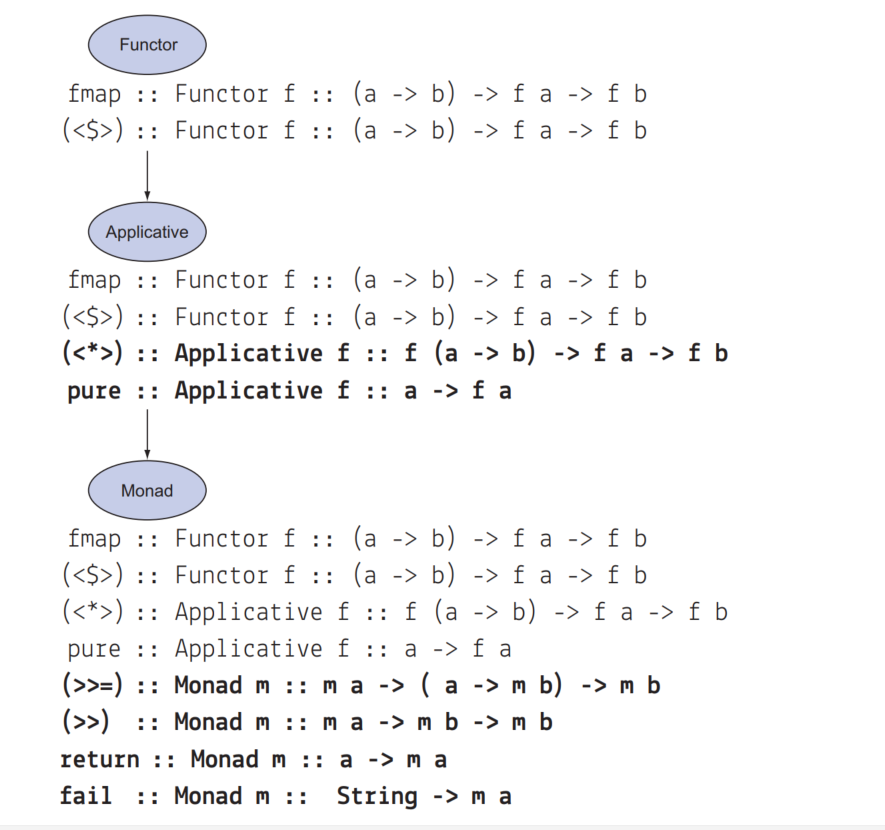 Functor
fmap :: Functor f :: (a -> b) -> f a -> f b
(<$>) :: Functor f :: (a -> b) -> f a -> f b
Applicative
fmap :: Functor f :: (a -> b) -> f a -> f b
(<$>) :: Functor f :: (a -> b) -> f a -> f b
(<*>) :: Applicative f :: f (a -> b) -> f a -> f b
pure :: Applicative f :: a -> f a
Monad
fmap :: Functor f :: (a -> b) -> f a -> f b
(<$>) :: Functor f :: (a -> b) -> f a -> f b
(<*>) :: Applicative f :: f (a -> b) -> f a -> f b
pure :: Applicative f :: a -> f a
(>>=) :: Monad m :: m a -> ( a -> m b) -> m b
(>>) :: Monad m :: m a -> m b -> m b
return :: Monad m :: a -> m a
fail :: Monad m :: String -> m a